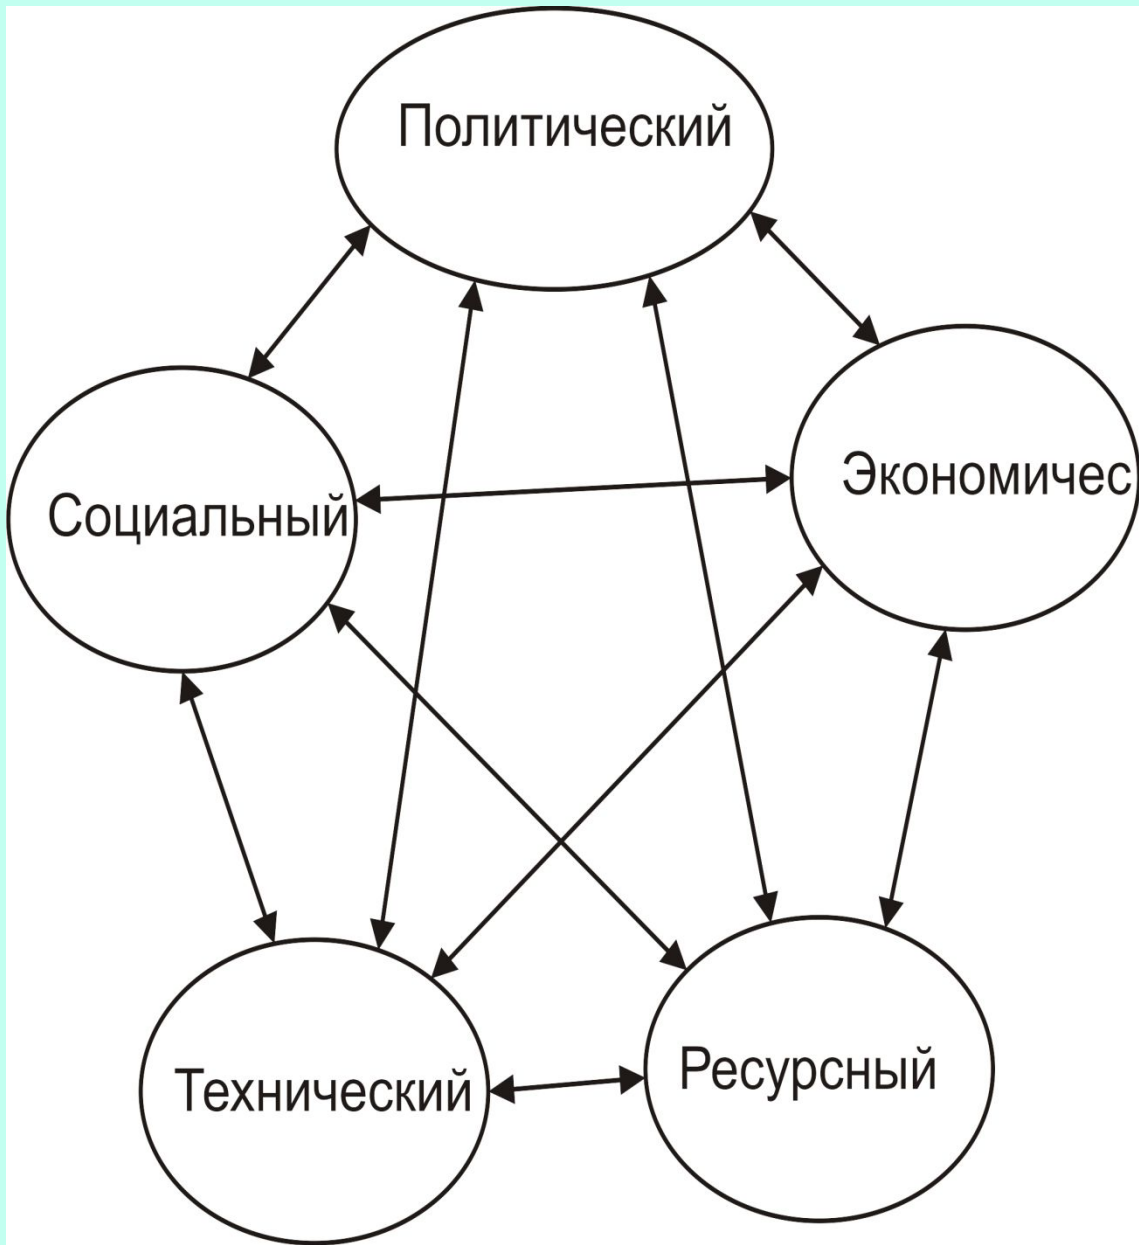 Политический
Экономичес
Социальный
Ресурсный
Технический